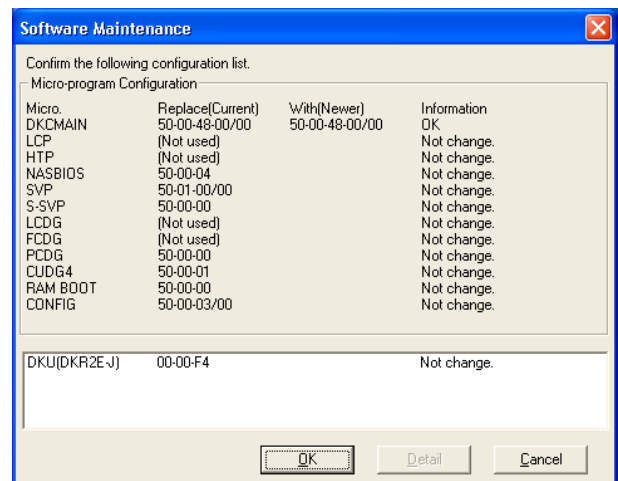 Software Maintenance
Confirm the following configuration list.
Micro-program Configuration
Micro. Replace(Current) With(Newer) Information
DKCMAIN 50-00-48-00/00 50-00-48-00/00 OK
LCP (Not used) Not change.
HTP (Not used) Not change.
NASBIOS 50-00-04 Not change.
SVP 50-01-00/00 Not change.
S-SVP 50-00-00 Not change.
LCDG (Not used) Not change.
FCDG (Not used) Not change.
PCDG 50-00-00 Not change.
CUDG4 50-00-01 Not change.
RAM BOOT 50-00-00 Not change.
CONFIG 50-00-03/00 Not change.
DKU(DKR2E-J) 00-00-F4 Not change.
OK Detail Cancel